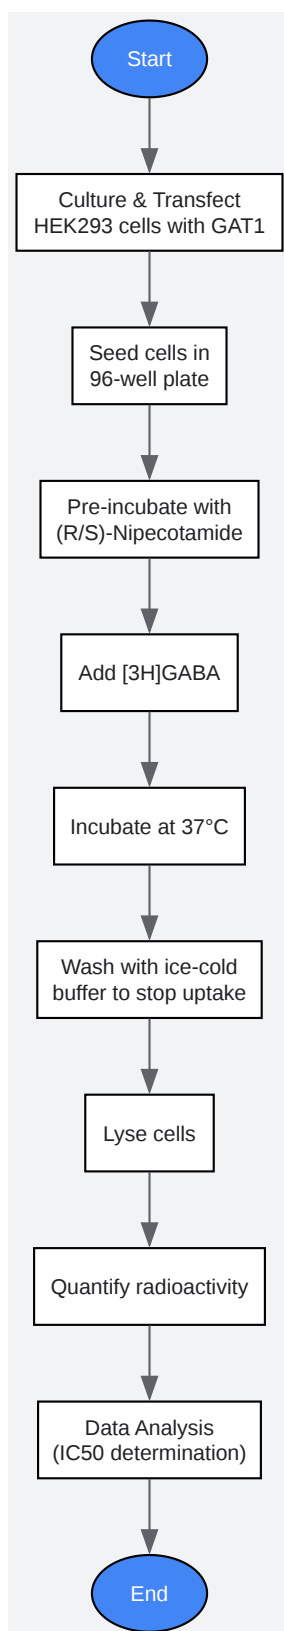 Start
Culture & Transfect
HEK293 cells with GAT1
Seed cells in
96-well plate
Pre-incubate with
(R/S)-Nipecotamide
Add [3H]GABA
Incubate at 37°C
Wash with ice-cold
buffer to stop uptake
Lyse cells
Quantify radioactivity
Data Analysis
(IC50 determination)
End